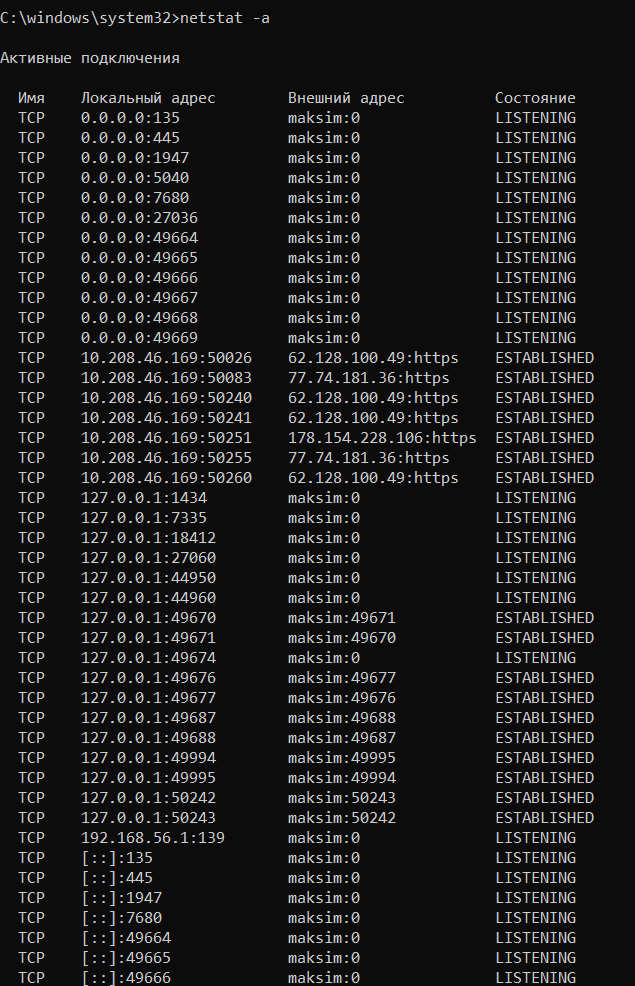 C:\windows\system32>netstat -a
Активные подключения
Имя Локальный адрес Внешний адрес Состояние
TCP 0.0.0.0:135 maksim:0 LISTENING
TCP 0.0.0.0:445 maksim:0 LISTENING
TCP 0.0.0.0:1947 maksim:0 LISTENING
TCP 0.0.0.0:5040 maksim:0 LISTENING
TCP 0.0.0.0:7680 maksim:0 LISTENING
TCP 0.0.0.0:27036 maksim:0 LISTENING
TCP 0.0.0.0:49664 maksim:0 LISTENING
TCP 0.0.0.0:49665 maksim:0 LISTENING
TCP 0.0.0.0:49666 maksim:0 LISTENING
TCP 0.0.0.0:49667 maksim:0 LISTENING
TCP 0.0.0.0:49668 maksim:0 LISTENING
TCP 0.0.0.0:49669 maksim:0 LISTENING
TCP 10.208.46.169:50026 62.128.100.49:https ESTABLISHED
TCP 10.208.46.169:50083 77.74.181.36:https ESTABLISHED
TCP 10.208.46.169:50240 62.128.100.49:https ESTABLISHED
TCP 10.208.46.169:50241 62.128.100.49:https ESTABLISHED
TCP 10.208.46.169:50251 178.154.228.106:https ESTABLISHED
TCP 10.208.46.169:50255 77.74.181.36:https ESTABLISHED
TCP 10.208.46.169:50260 62.128.100.49:https ESTABLISHED
TCP 127.0.0.1:1434 maksim:0 LISTENING
TCP 127.0.0.1:7335 maksim:0 LISTENING
TCP 127.0.0.1:18412 maksim:0 LISTENING
TCP 127.0.0.1:27060 maksim:0 LISTENING
TCP 127.0.0.1:44950 maksim:0 LISTENING
TCP 127.0.0.1:44960 maksim:0 LISTENING
TCP 127.0.0.1:49670 maksim:49671 ESTABLISHED
TCP 127.0.0.1:49671 maksim:49670 ESTABLISHED
TCP 127.0.0.1:49674 maksim:0 LISTENING
TCP 127.0.0.1:49676 maksim:49677 ESTABLISHED
TCP 127.0.0.1:49677 maksim:49676 ESTABLISHED
TCP 127.0.0.1:49687 maksim:49688 ESTABLISHED
TCP 127.0.0.1:49688 maksim:49687 ESTABLISHED
TCP 127.0.0.1:49994 maksim:49995 ESTABLISHED
TCP 127.0.0.1:49995 maksim:49994 ESTABLISHED
TCP 127.0.0.1:50242 maksim:50243 ESTABLISHED
TCP 127.0.0.1:50243 maksim:50242 ESTABLISHED
TCP 192.168.56.1:139 maksim:0 LISTENING
TCP [::]:135 maksim:0 LISTENING
TCP [::]:445 maksim:0 LISTENING
TCP [::]:1947 maksim:0 LISTENING
TCP [::]:7680 maksim:0 LISTENING
TCP [::]:49664 maksim:0 LISTENING
TCP [::]:49665 maksim:0 LISTENING
TCP [::]:49666 maksim:0 LISTENING